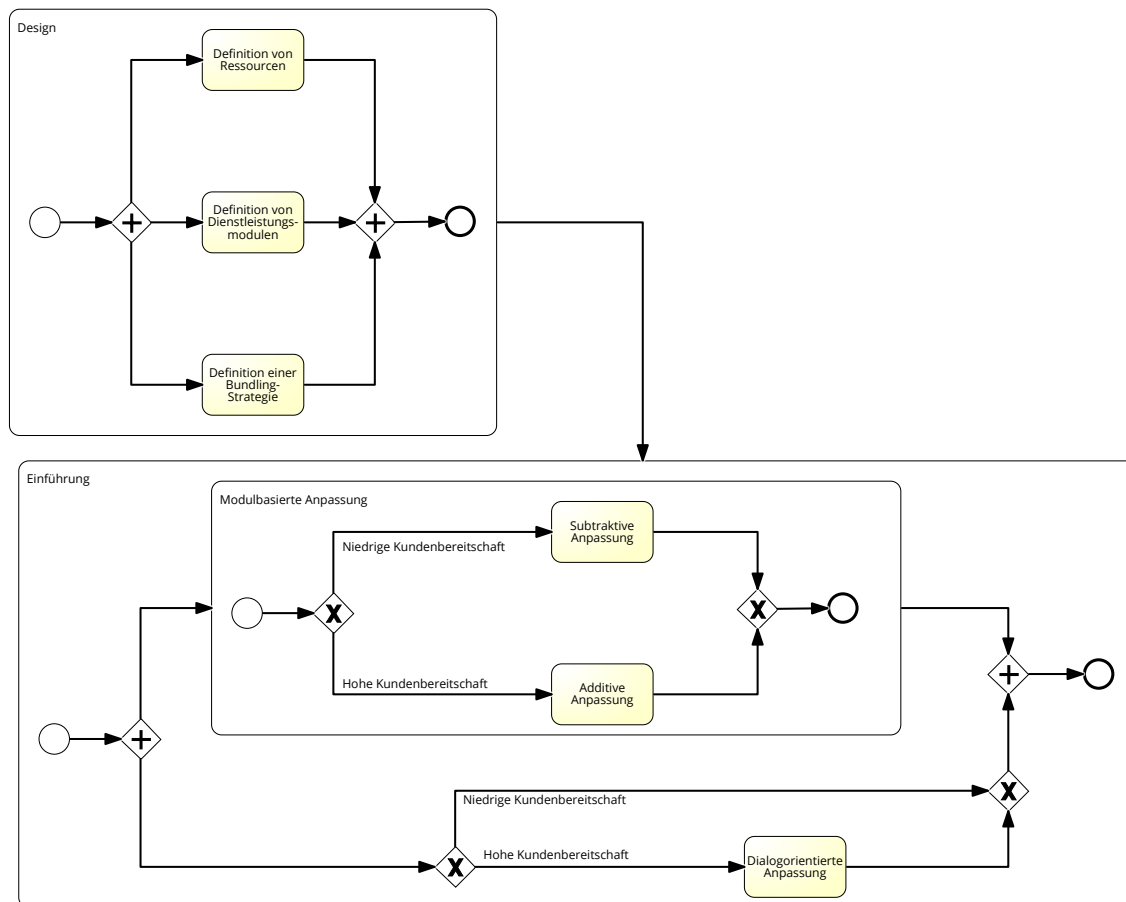 Design
Definition von
Ressourcen
Definition von
Dienstleistungs-
modulen
Definition einer
Bundling-
Strategie
Einführung
Modulbasierte Anpassung
Subtraktive
Anpassung
Niedrige Kundenbereitschaft
Hohe Kundenbereitschaft
Additive
Anpassung
Niedrige Kundenbereitschaft
Hohe Kundenbereitschaft
Dialogorientierte
Anpassung